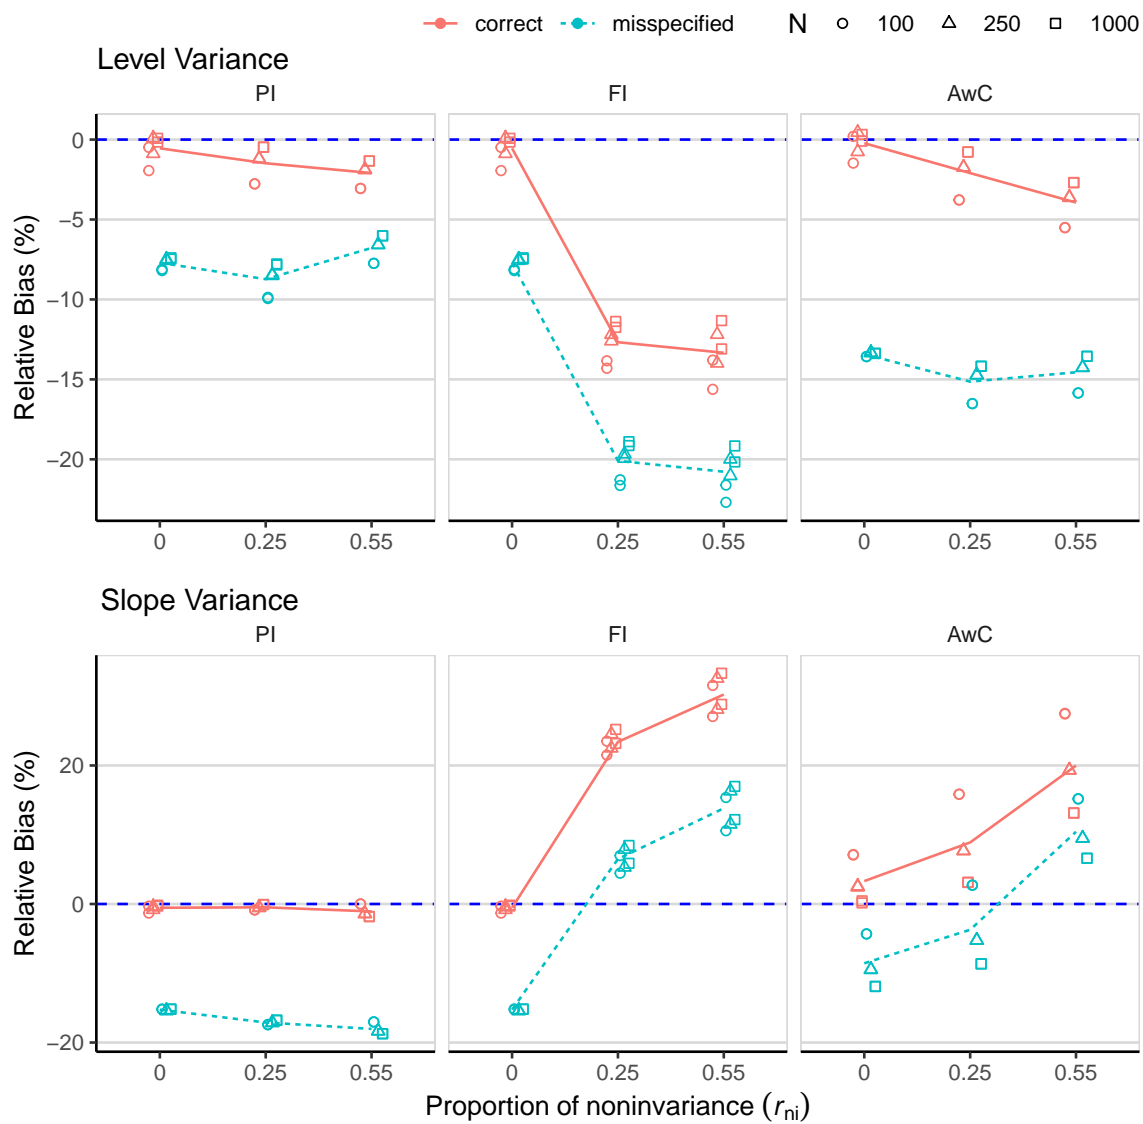 correct misspecified N 100 250 1000
Level Variance
PI FI AwC
Relative Bias (%)
0
−5
−10
−15
−20
0 0.25 0.55 0 0.25 0.55 0 0.25 0.55
Slope Variance
PI FI AwC
Relative Bias (%)
20
0
−20
0 0.25 0.55 0 0.25 0.55 0 0.25 0.55
Proportion of noninvariance (rni)